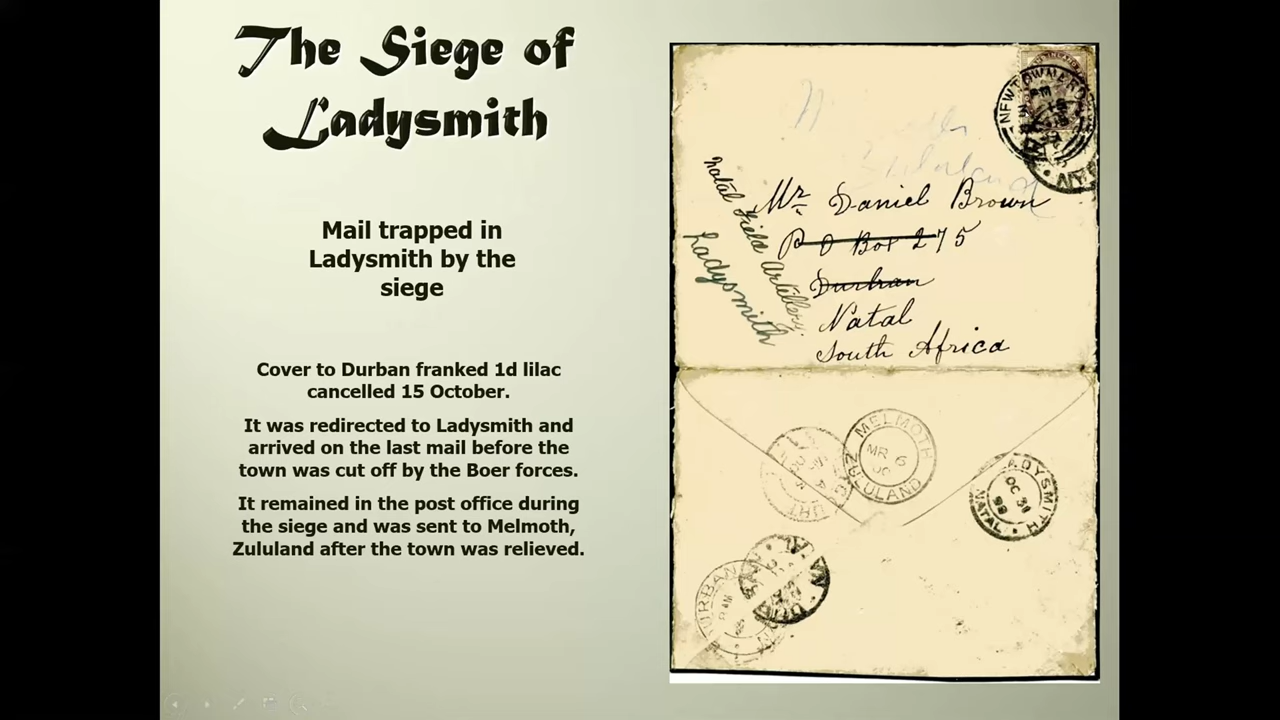 The Siege of
Ladysmith
Mail trapped in
Ladysmith by the
siege
Cover to Durban franked 1d lilac
cancelled 15 October.
It was redirected to Ladysmith and
arrived on the last mail before the
town was cut off by the Boer forces.
It remained in the post office during
the siege and was sent to Melmoth,
Zululand after the town was relieved.
NEWTOWNARDS
Mr Daniel Brown
P O Box 275
Durban
Natal
South Africa
Natal Field Artillery
Ladysmith
MELMOTH
MR 6
00
ZULULAND
LADYSMITH
OC 31
99
NATAL
DURBAN